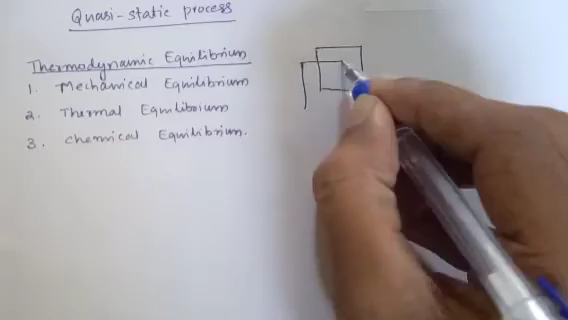 Quasi-static process
Thermodynamic Equilibrium
1. Mechanical Equilibrium
2. Thermal Equilibrium
3. Chemical Equilibrium.